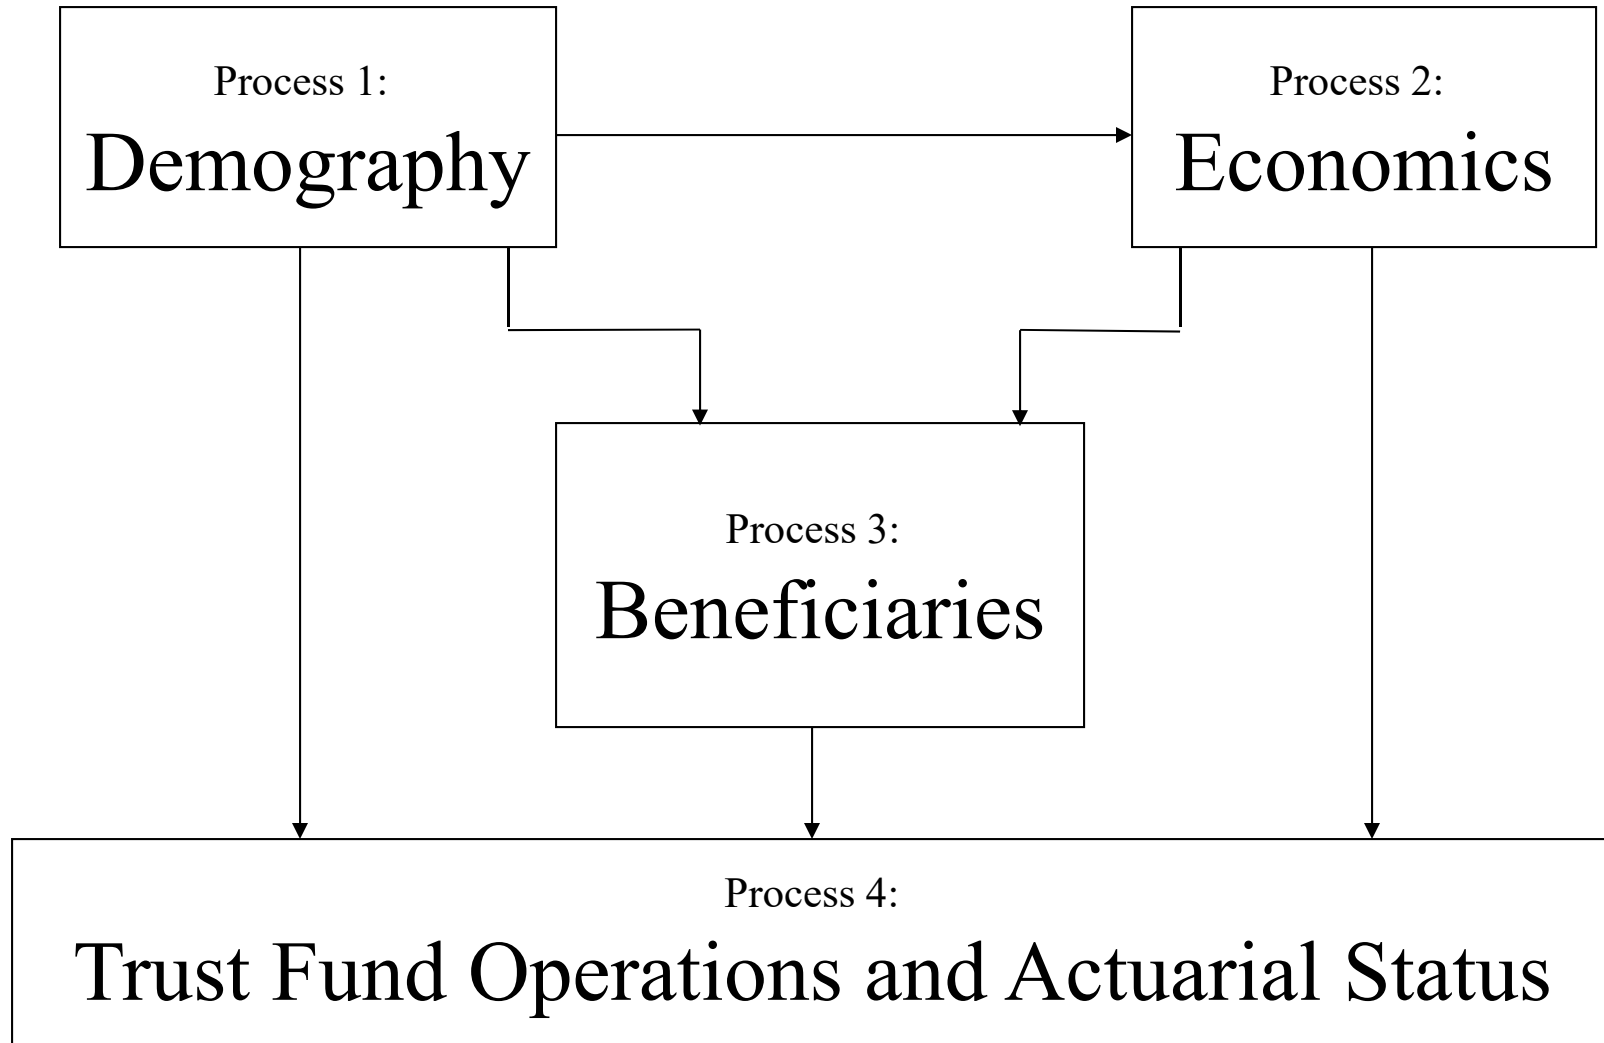 Process 1:
Demography
Process 2:
Economics
Process 3:
Beneficiaries
Process 4:
Trust Fund Operations and Actuarial Status